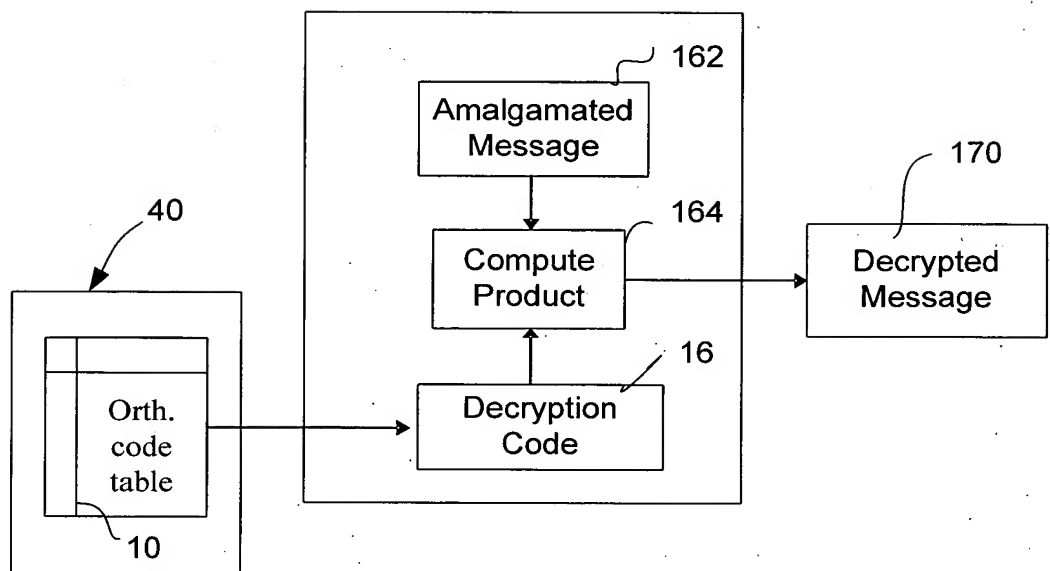 162
Amalgamated
Message
170
40
164
Compute
Product
Decrypted
Message
16
Decryption
Code
Orth.
code
table
10